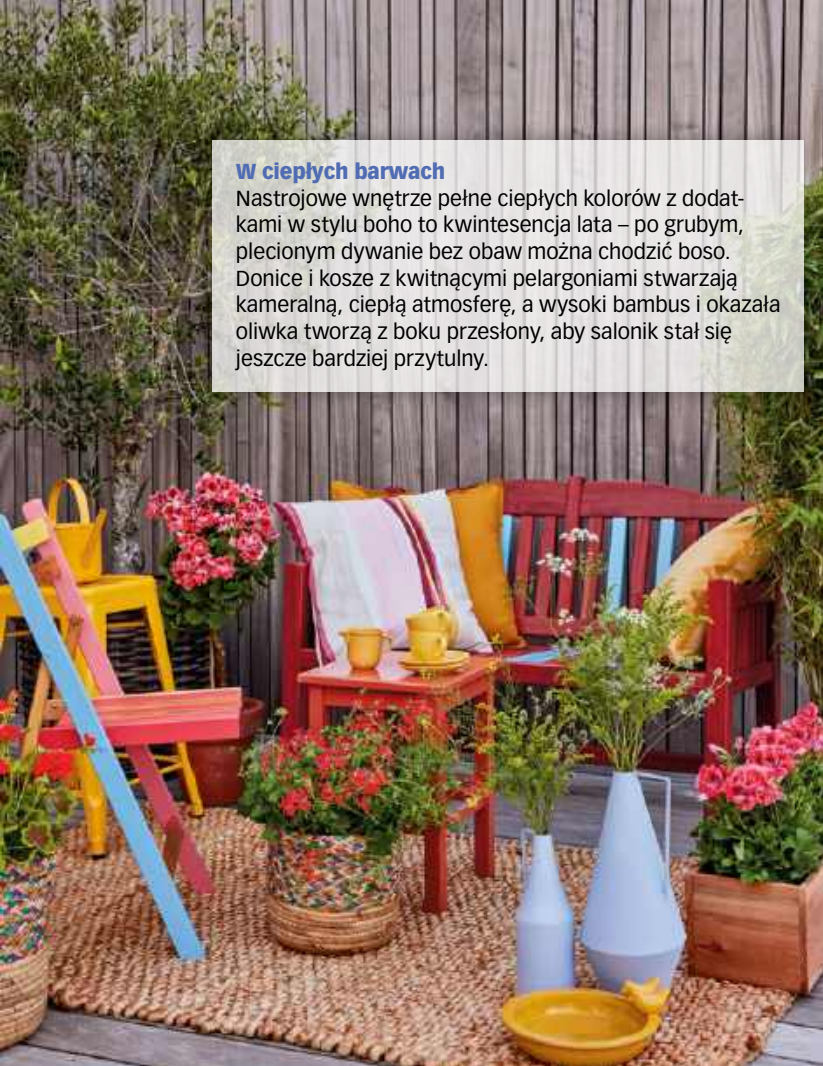 W ciepłych barwach
Nastrojowe wnętrze pełne ciepłych kolorów z dodat-
kami w stylu boho to kwintesencja lata – po grubym,
plecionym dywanie bez obaw można chodzić boso.
Donice i kosze z kwitnącymi pelargoniami stwarzają
kameralną, ciepłą atmosferę, a wysoki bambus i okazała
oliwka tworzą z boku przesłony, aby salonik stał się
jeszcze bardziej przytulny.